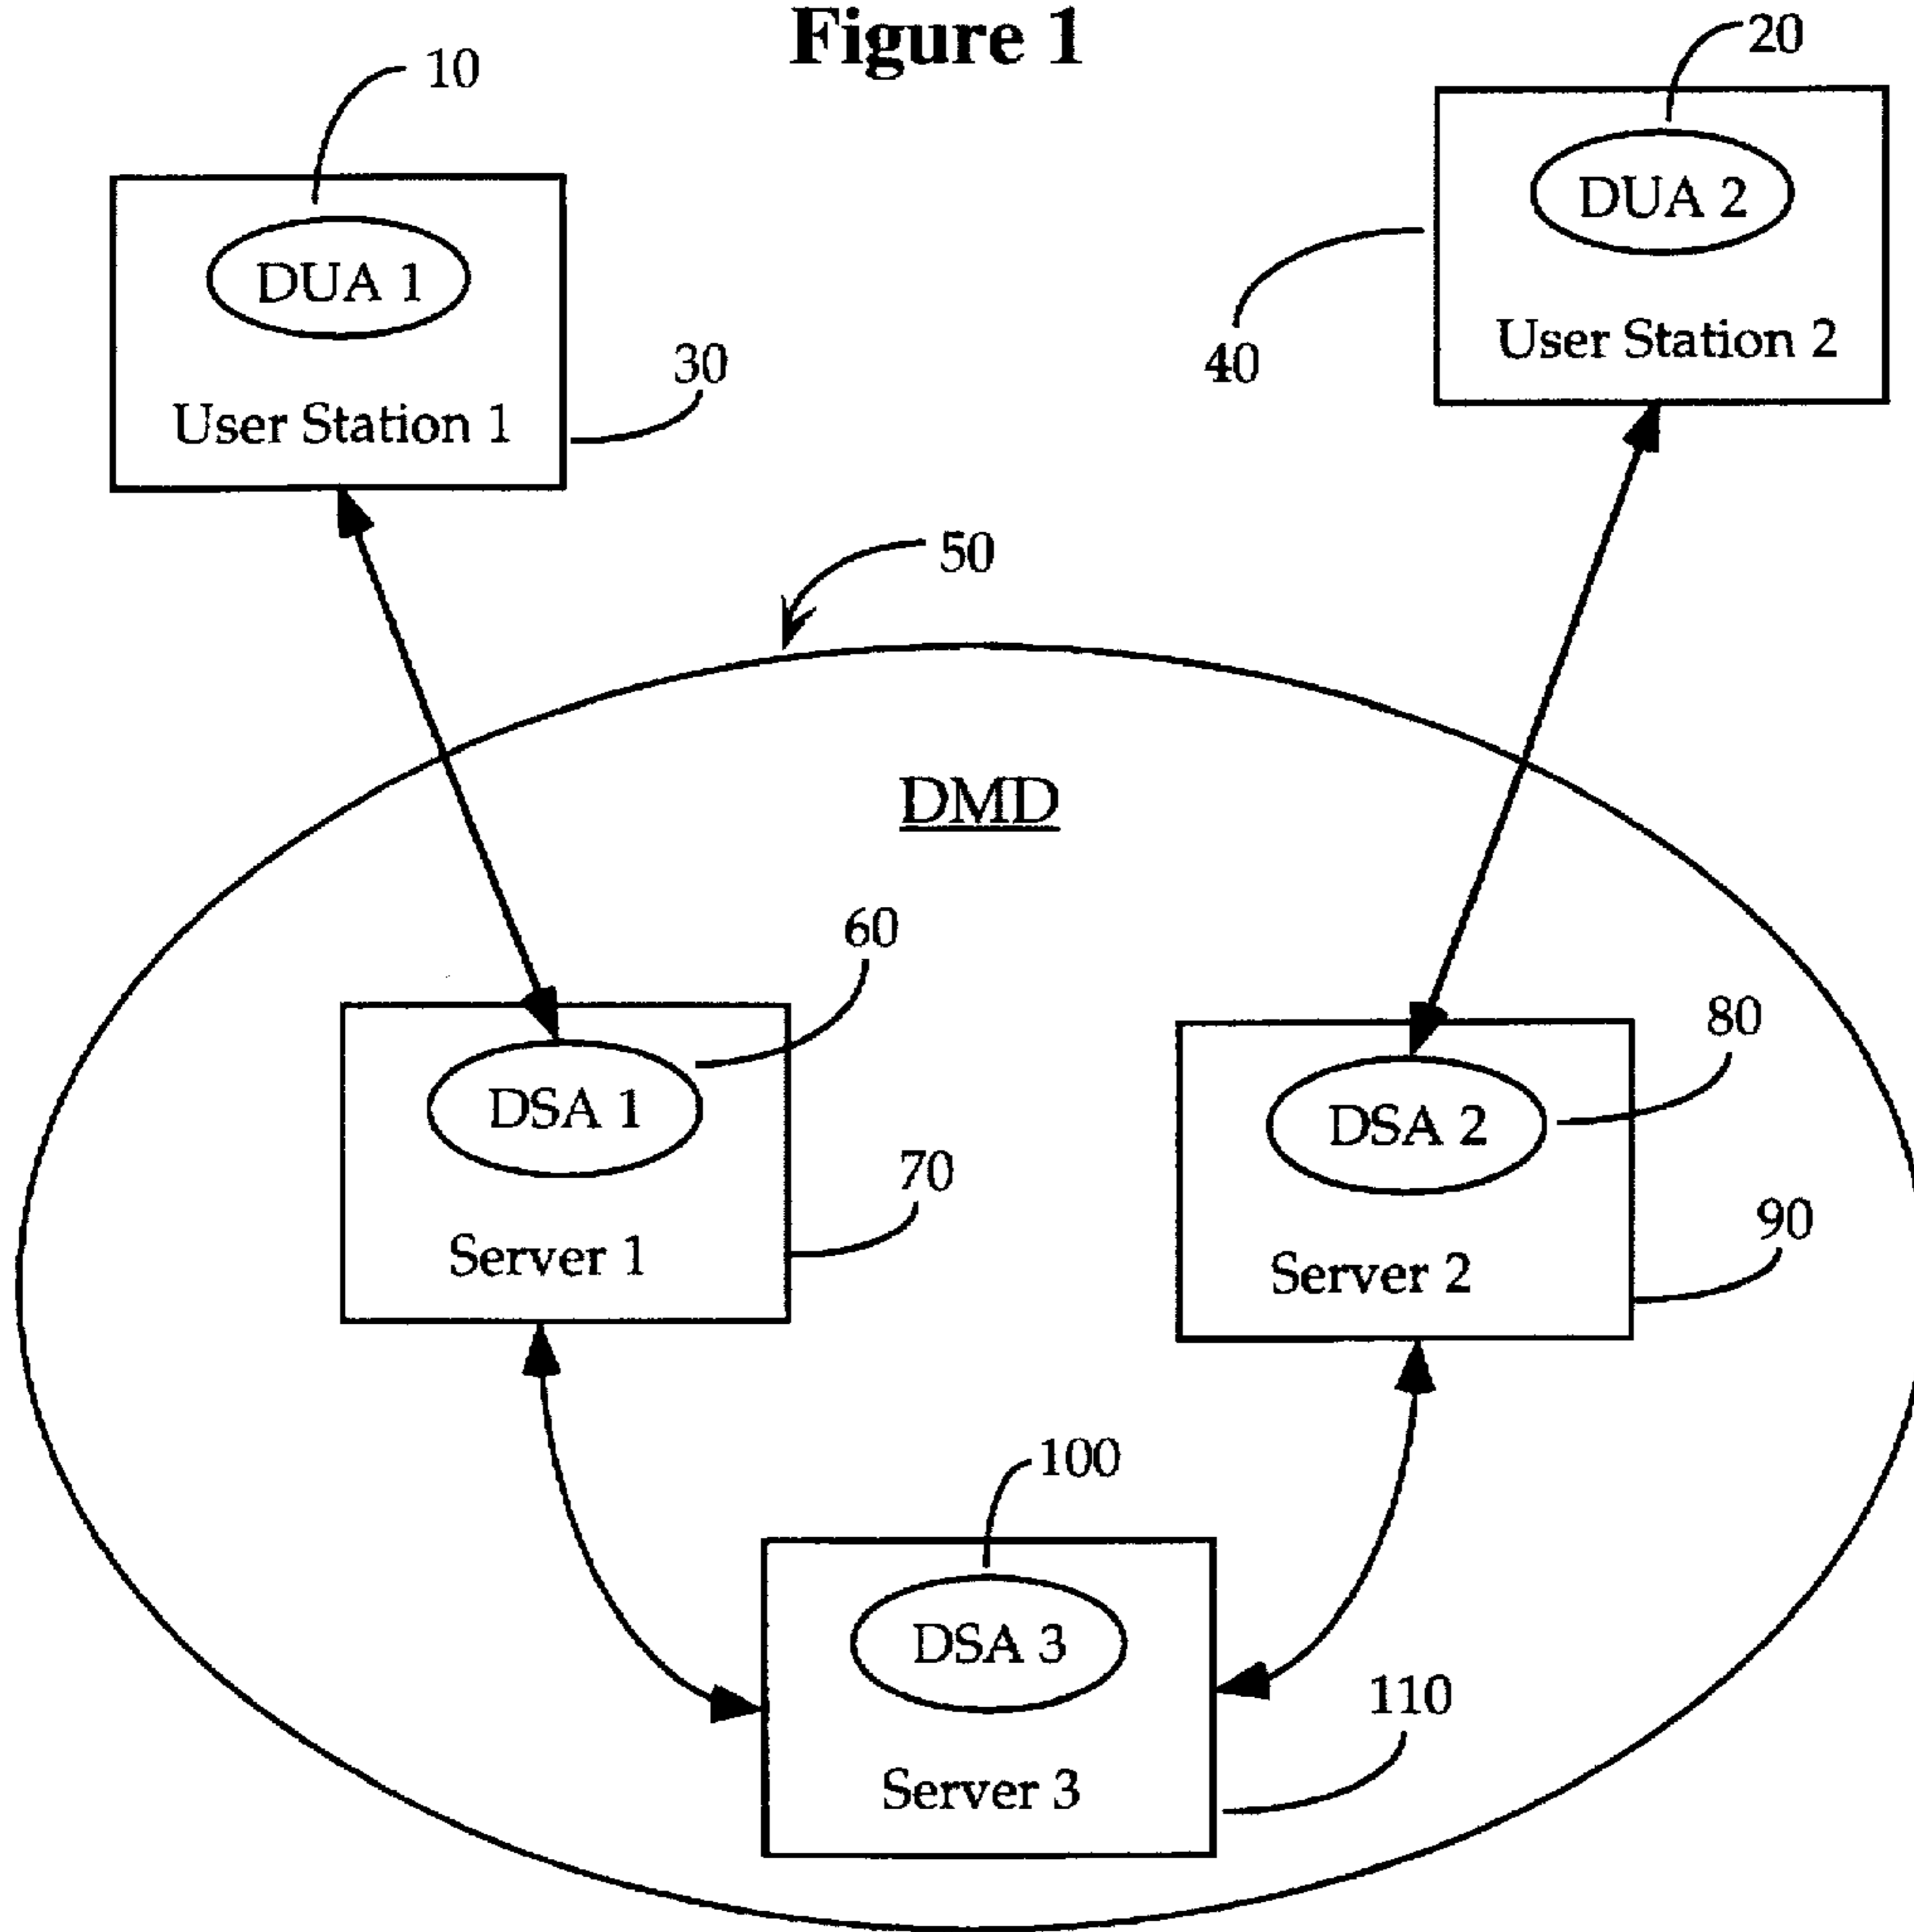 Figure 1
10
20
DUA 1
User Station 1
30
DUA 2
User Station 2
40
50
DMD
60
DSA 1
Server 1
70
80
DSA 2
Server 2
90
100
DSA 3
Server 3
110